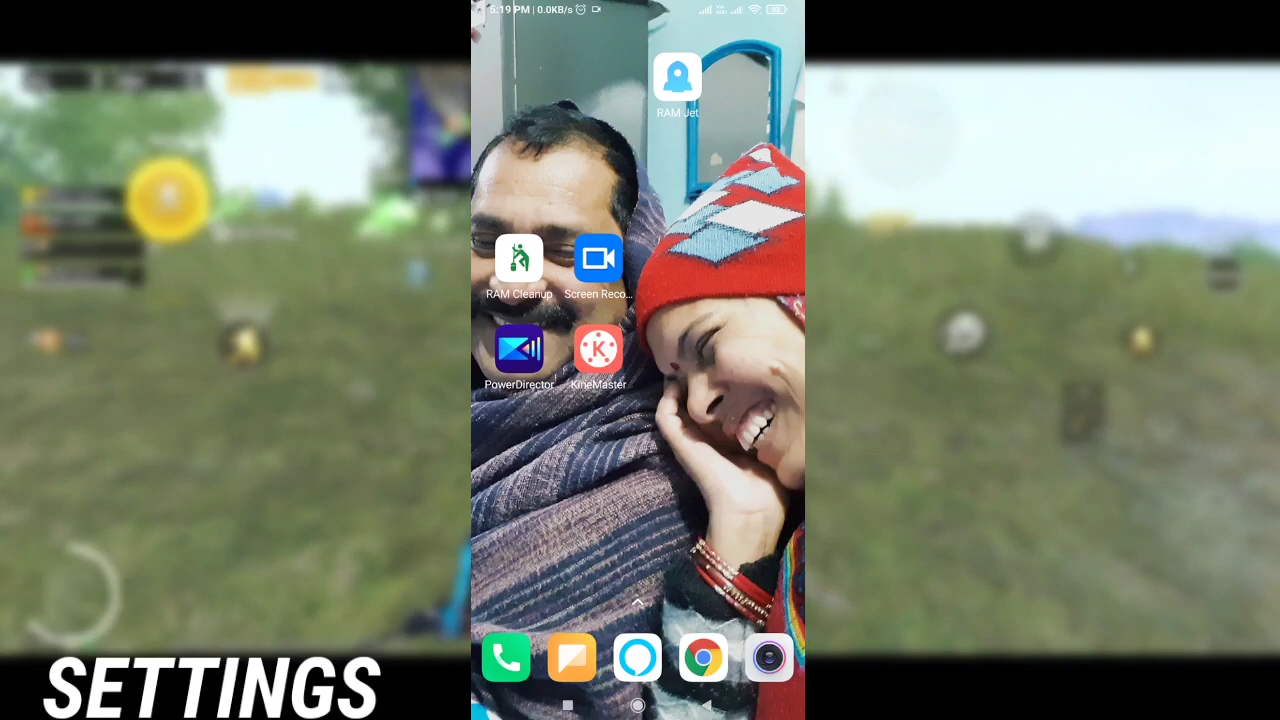 5:19 PM | 0.0KB/s
RAM Jet
RAM Cleanup
Screen Reco...
PowerDirector
KineMaster
K
SETTINGS